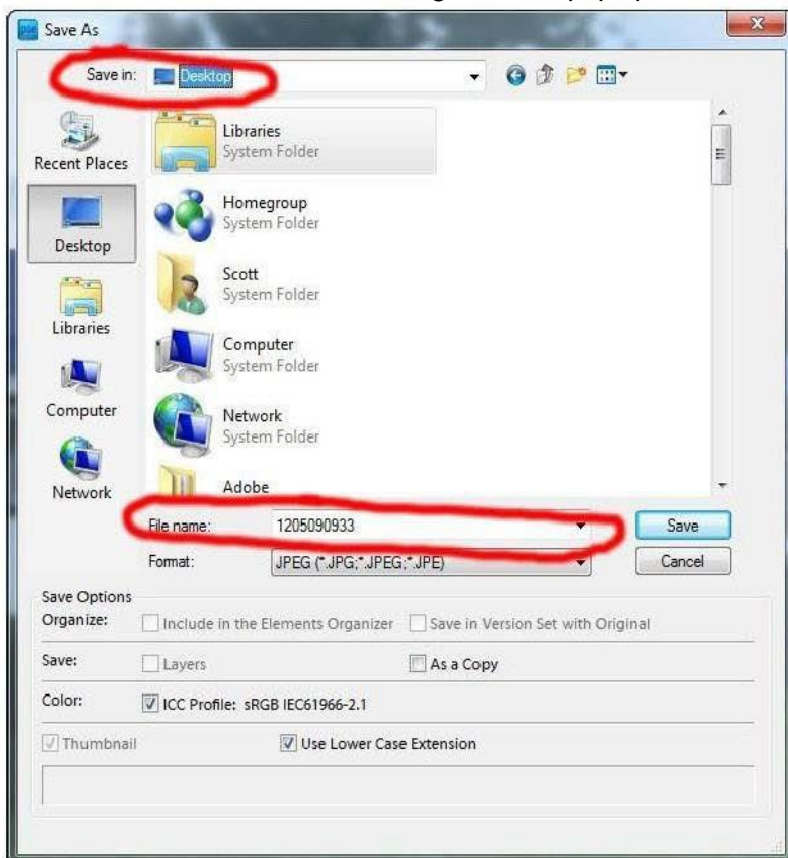 pse Save As
Save in: Desktop
Recent Places
Desktop
Libraries
Computer
Network
Libraries
System Folder
Homegroup
System Folder
Scott
System Folder
Computer
System Folder
Network
System Folder
Adobe
File name: 1205090933 Save
Format: JPEG (*.JPG;*.JPEG;*.JPE) Cancel
Save Options
Organize: Include in the Elements Organizer Save in Version Set with Original
Save: Layers As a Copy
Color: ICC Profile: sRGB IEC61966-2.1
Thumbnail Use Lower Case Extension